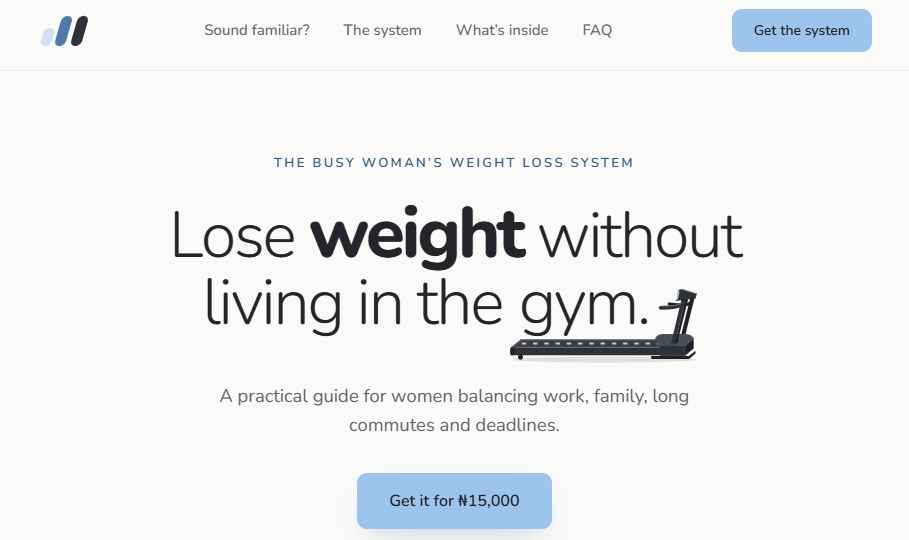 Sound familiar?
The system
What's inside
FAQ
Get the system
THE BUSY WOMAN'S WEIGHT LOSS SYSTEM
Lose weight without
living in the gym.
A practical guide for women balancing work, family, long
commutes and deadlines.
Get it for ₦15,000